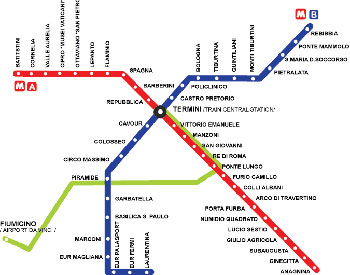 BATTISTINI
CORNELIA
VALLE AURELIA
CIPRO "MUSEI VATICANI"
OTTAVIANO "SAN PIETRO"
LEPANTO
FLAMINIO
M A
SPAGNA
BARBERINI
REPUBBLICA
TERMINI /TRAIN CENTRAL STATION/
BOLOGNA
TIBURTINA
QUINTILIANI
MONTI TIBURTINI
M B
REBIBBIA
PONTE MAMMOLO
S.MARIA D.SOCCORSO
PIETRALATA
POLICLINICO
CASTRO PRETORIO
CAVOUR
COLOSSEO
CIRCO MASSIMO
PIRAMIDE
VITTORIO EMANUELE
MANZONI
SAN GIOVANNI
RE DI ROMA
PONTE LUNGO
FURIO CAMILLO
COLLI ALBANI
ARCO DI TRAVERTINO
PORTA FURBA
NUMIDIO QUADRATO
LUCIO SESTIO
GIULIO AGRICOLA
SUBAUGUSTA
CINECITTA
ANAGNINA
GARBATELLA
BASILICA S. PAULO
MARCONI
EUR MAGLIANA
EUR PALASPORT
EUR FERMI
LAURENTINA
FIUMICINO
/ AIRPORT DA VINCI /